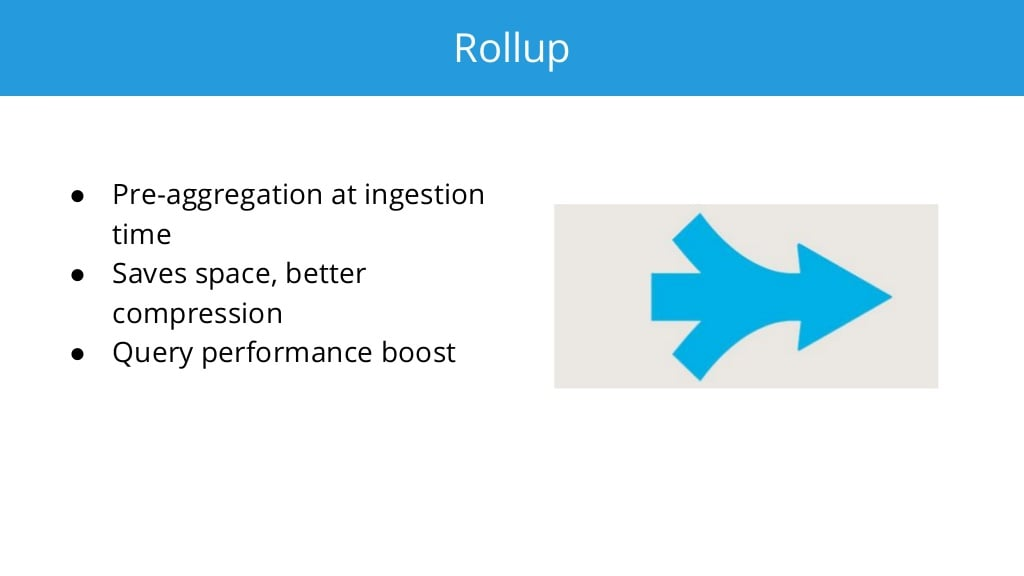 Rollup
● Pre-aggregation at ingestion
time
● Saves space, better
compression
● Query performance boost